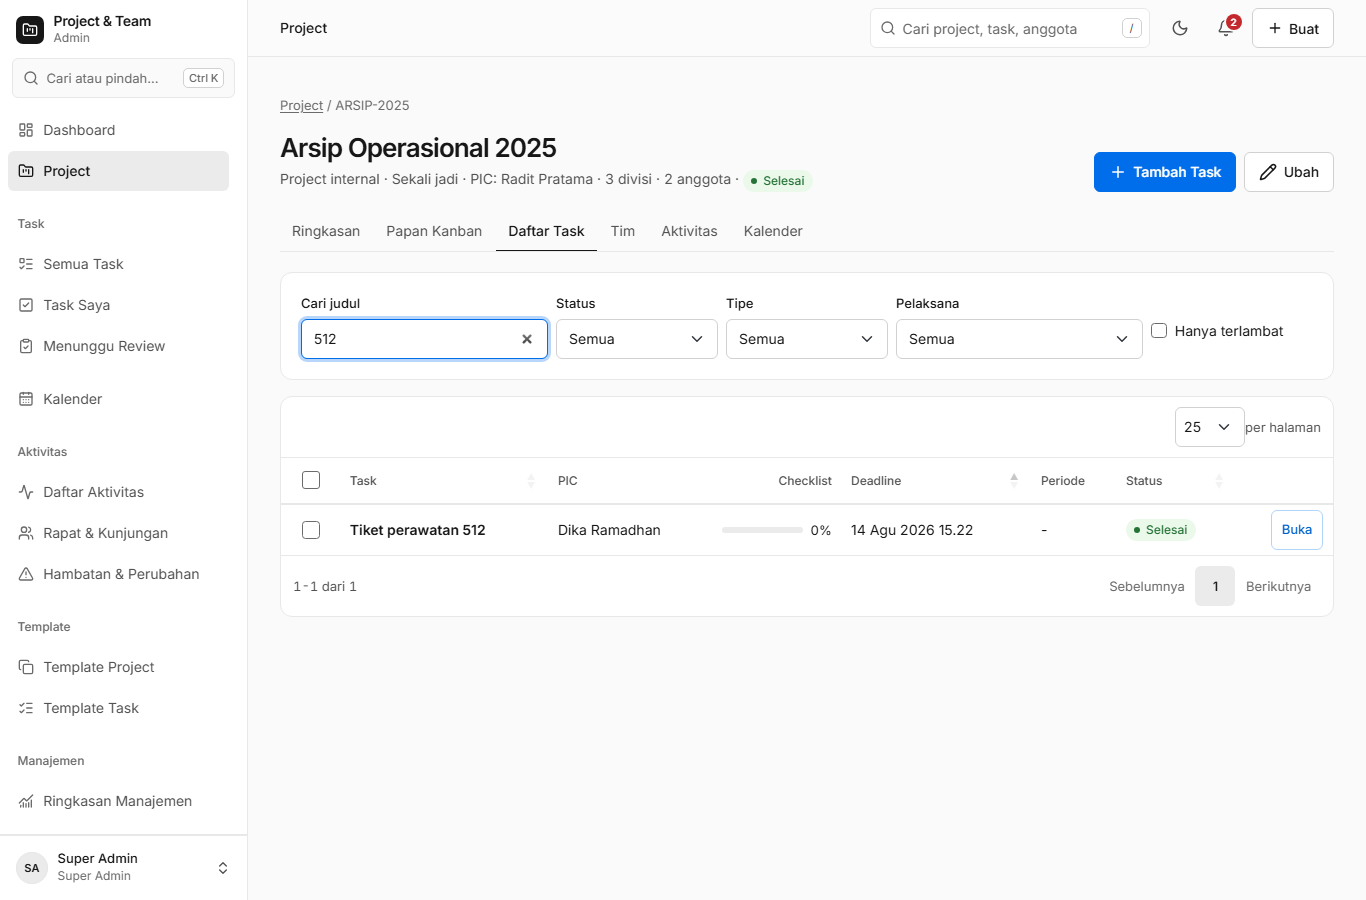 Project & Team
Admin
Cari atau pindah...
Ctrl K
Dashboard
Project
Task
Semua Task
Task Saya
Menunggu Review
Kalender
Aktivitas
Daftar Aktivitas
Rapat & Kunjungan
Hambatan & Perubahan
Template
Template Project
Template Task
Manajemen
Ringkasan Manajemen
SA
Super Admin
Super Admin
Project
Cari project, task, anggota
/
2
Buat
Project / ARSIP-2025
Arsip Operasional 2025
Project internal · Sekali jadi · PIC: Radit Pratama · 3 divisi · 2 anggota · Selesai
Tambah Task
Ubah
Ringkasan Papan Kanban Daftar Task Tim Aktivitas Kalender
Cari judul Status Tipe Pelaksana
512 Semua Semua Semua Hanya terlambat
25 per halaman
Task PIC Checklist Deadline Periode Status
Tiket perawatan 512 Dika Ramadhan 0% 14 Agu 2026 15.22 - Selesai Buka
1-1 dari 1 Sebelumnya 1 Berikutnya